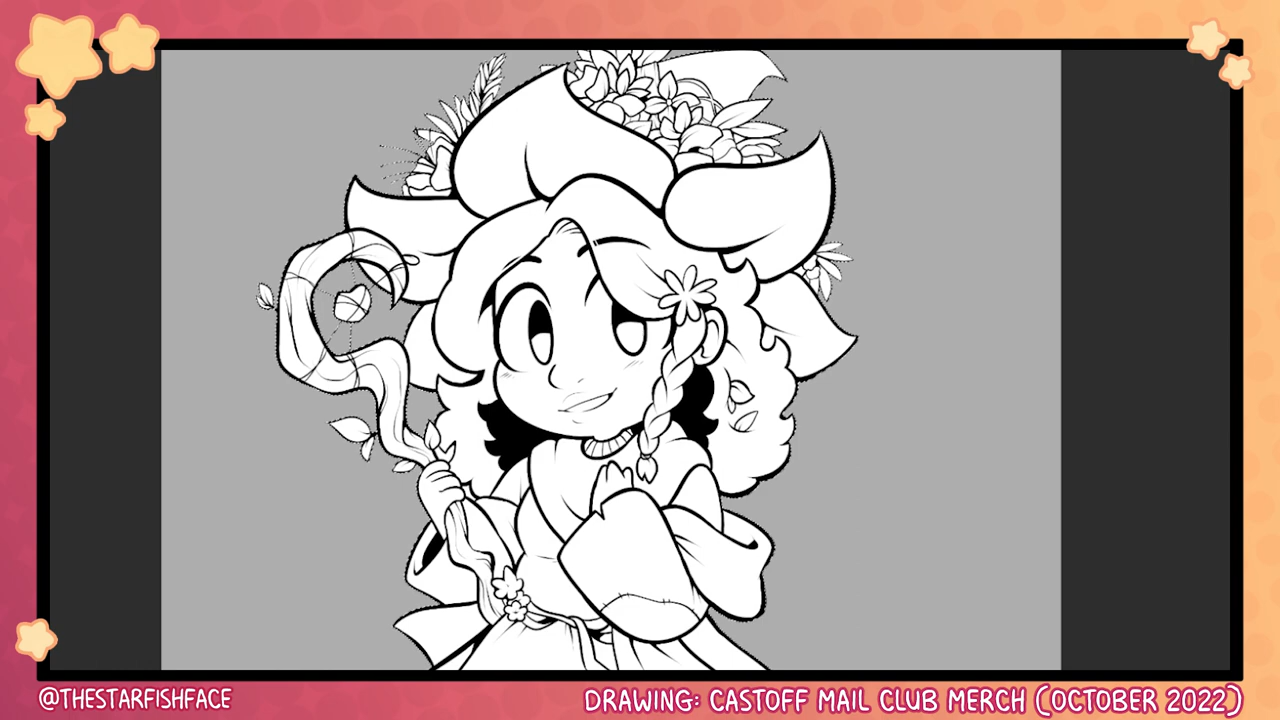 @THESTARFISHFACE
DRAWING: CASTOFF MAIL CLUB MERCH (OCTOBER 2022)